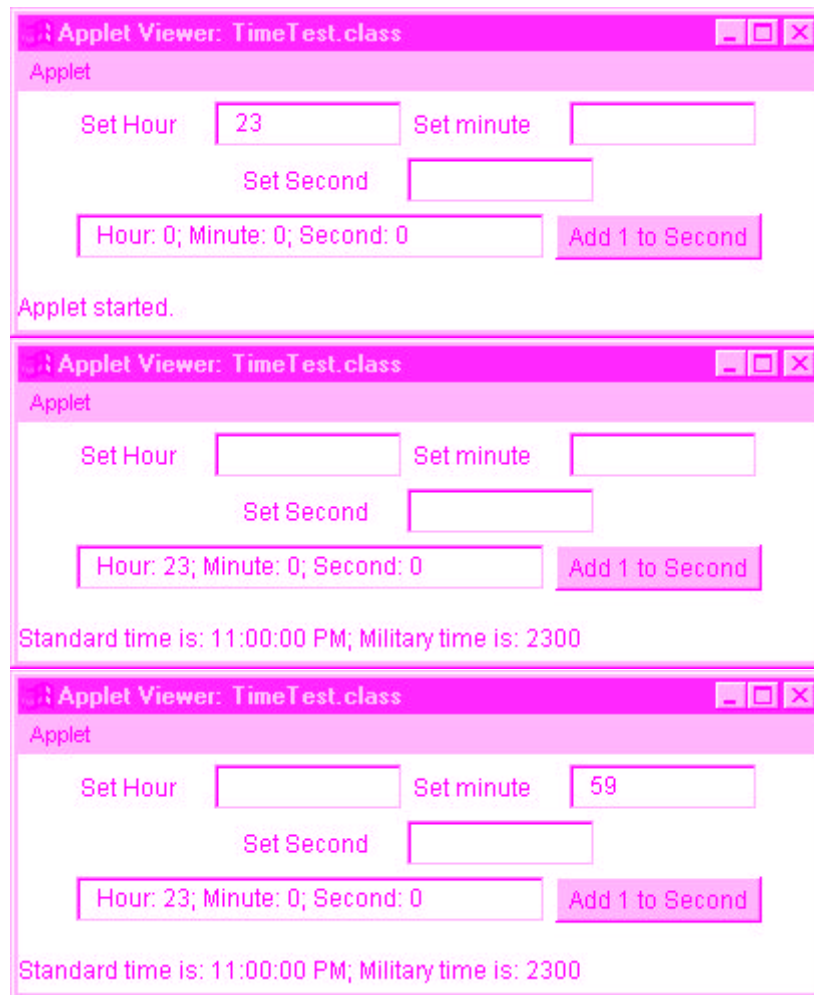 Applet Viewer: TimeTest.class
Applet
Set Hour 23 Set minute
Set Second
Hour: 0; Minute: 0; Second: 0 Add 1 to Second
Applet started.
Applet Viewer: TimeTest.class
Applet
Set Hour Set minute
Set Second
Hour: 23; Minute: 0; Second: 0 Add 1 to Second
Standard time is: 11:00:00 PM; Military time is: 2300
Applet Viewer: TimeTest.class
Applet
Set Hour Set minute 59
Set Second
Hour: 23; Minute: 0; Second: 0 Add 1 to Second
Standard time is: 11:00:00 PM; Military time is: 2300